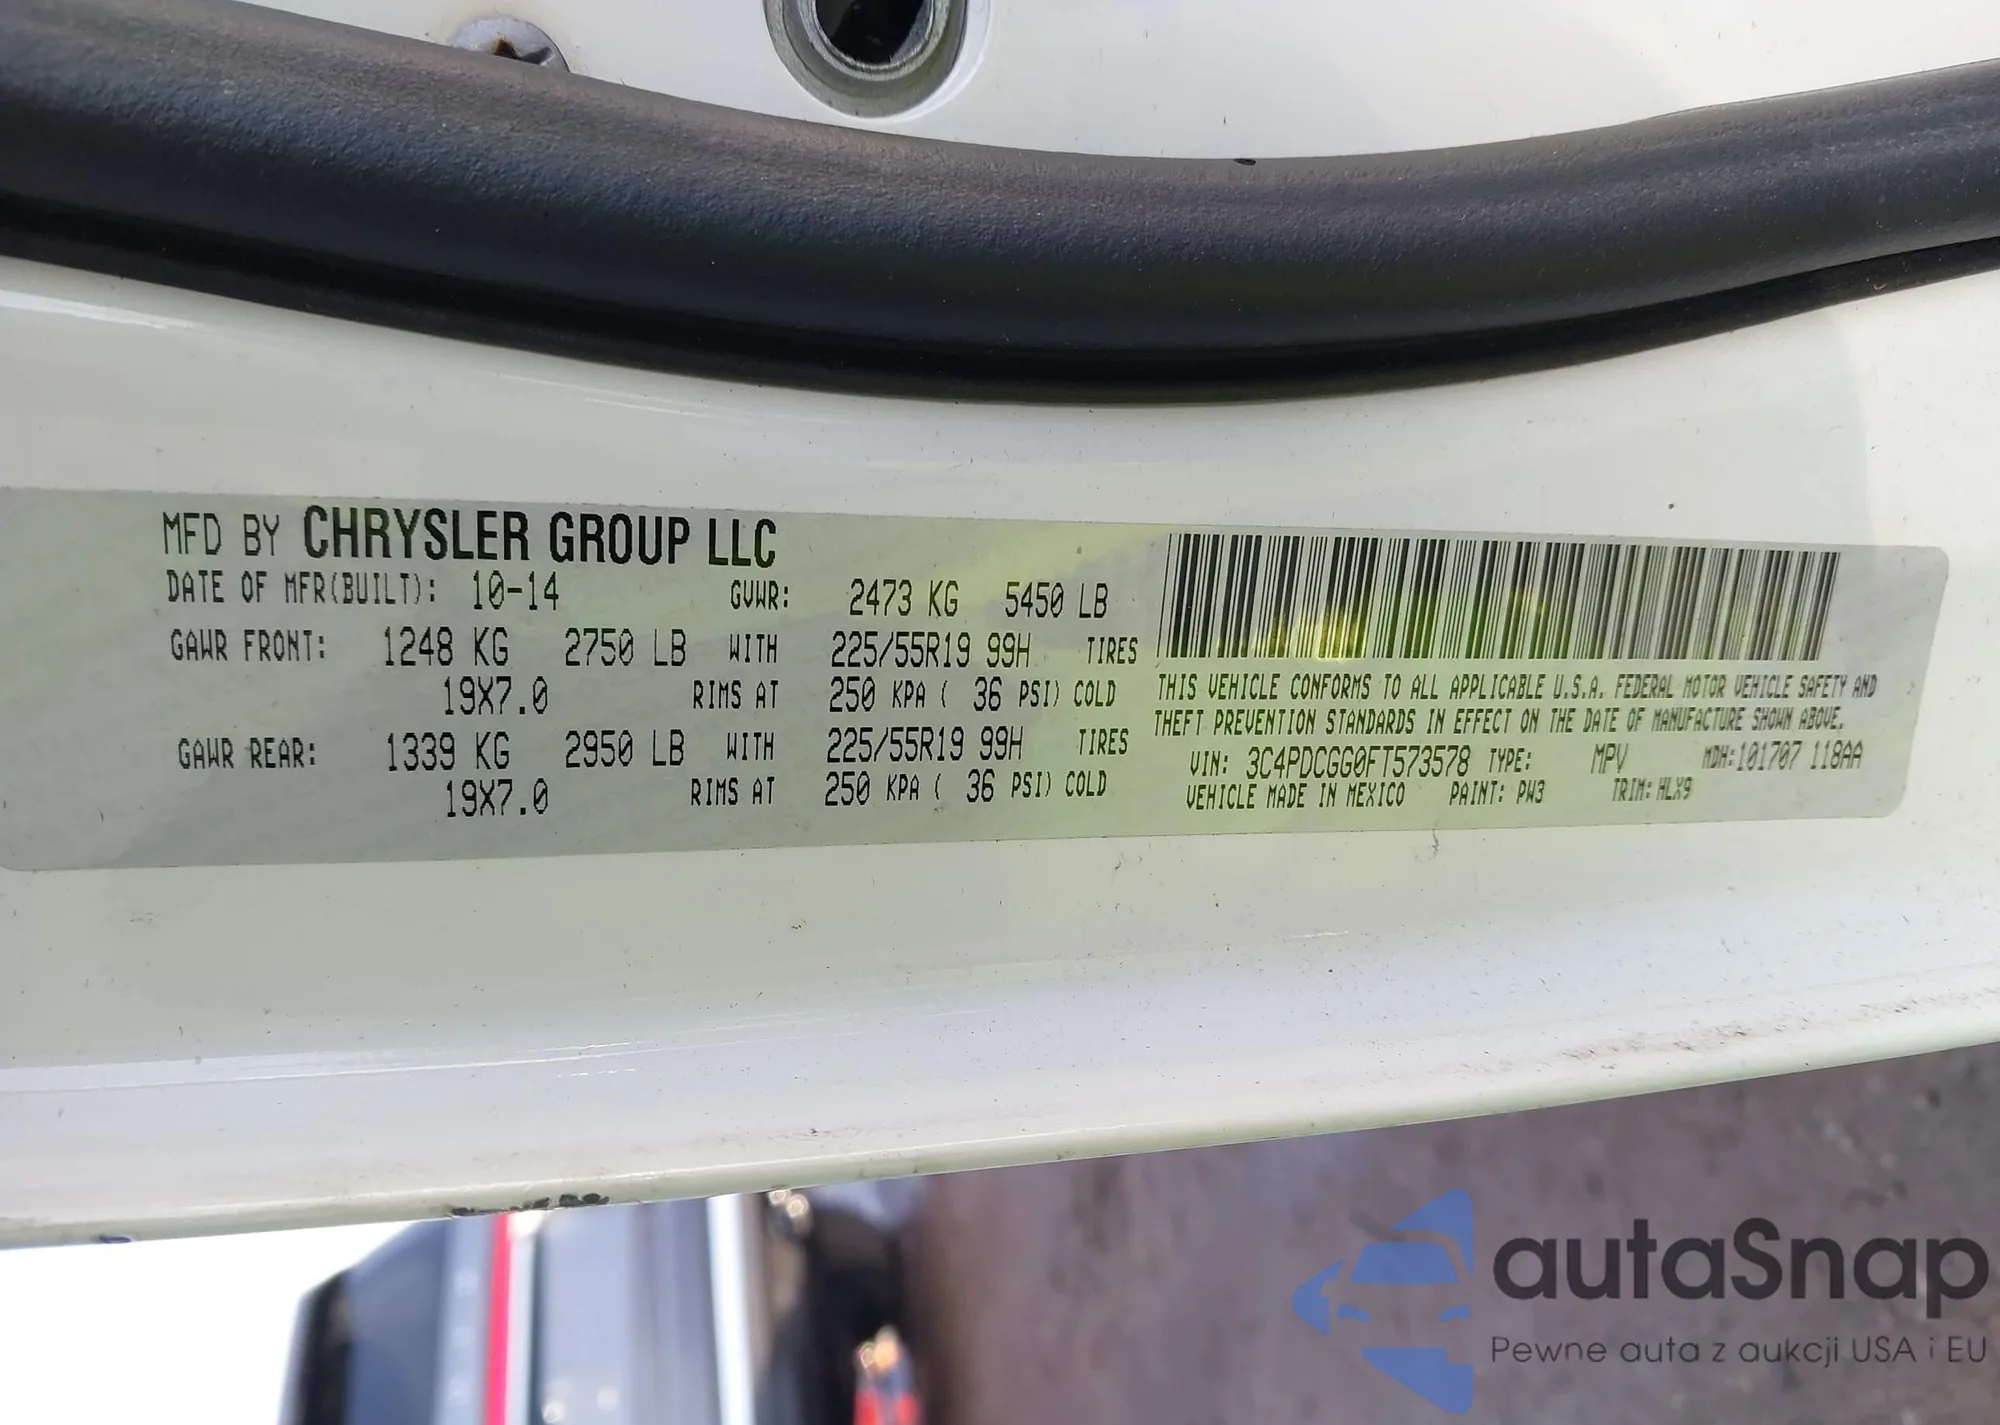 MFD BY CHRYSLER GROUP LLC
DATE OF MFR(BUILT): 10-14 GVWR: 2473 KG 5450 LB
GAWR FRONT: 1248 KG 2750 LB WITH 225/55R19 99H TIRES
19X7.0 RIMS AT 250 KPA ( 36 PSI) COLD
GAWR REAR: 1339 KG 2950 LB WITH 225/55R19 99H TIRES
19X7.0 RIMS AT 250 KPA ( 36 PSI) COLD
THIS VEHICLE CONFORMS TO ALL APPLICABLE U.S.A. FEDERAL MOTOR VEHICLE SAFETY AND
THEFT PREVENTION STANDARDS IN EFFECT ON THE DATE OF MANUFACTURE SHOWN ABOVE.
VIN: 3C4PDCGG0FT573578 TYPE: MPV MDH:101707 118AA
VEHICLE MADE IN MEXICO PAINT: PW3 TRIM: HLX9
autaSnap
Pewne auta z aukcji USA i EU